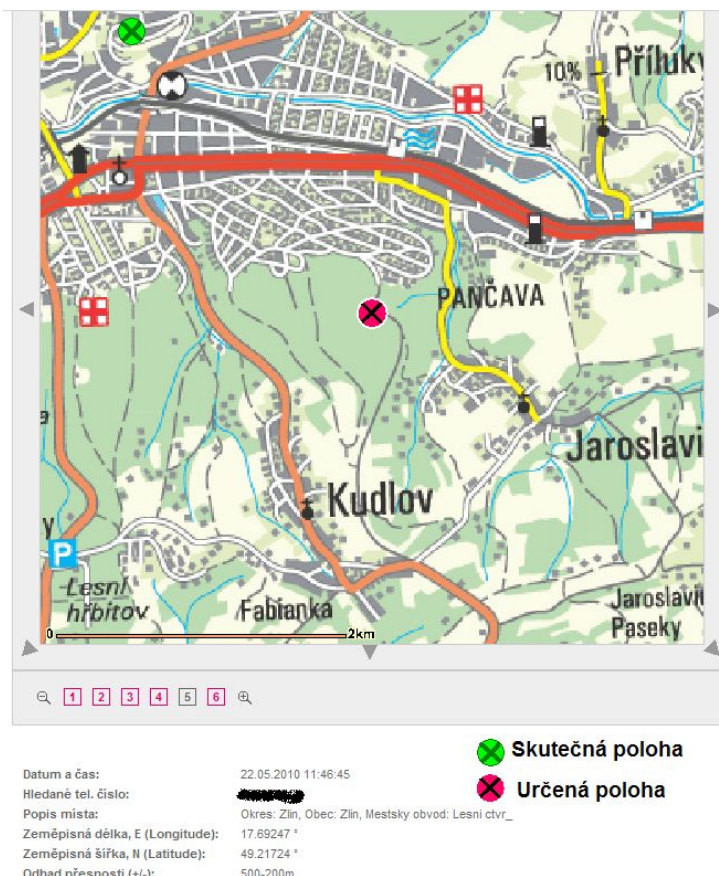 10% Příluky
PANČAVA
Jaroslavi
Kudlov
y
P
Lesní
hřbitov
Fabianka
Jaroslavi
Paseky
0 2km
1 2 3 4 5 6
Skutečná poloha
Určená poloha
Datum a čas: 22.05.2010 11:46:45
Hledané tel. číslo:
Popis místa: Okres: Zlin, Obec: Zlin, Mestsky obvod: Lesni ctvr_
Zeměpisná délka, E (Longitude): 17.69247 °
Zeměpisná šířka, N (Latitude): 49.21724 °
Odhad přesnosti (+/-): 500-200m